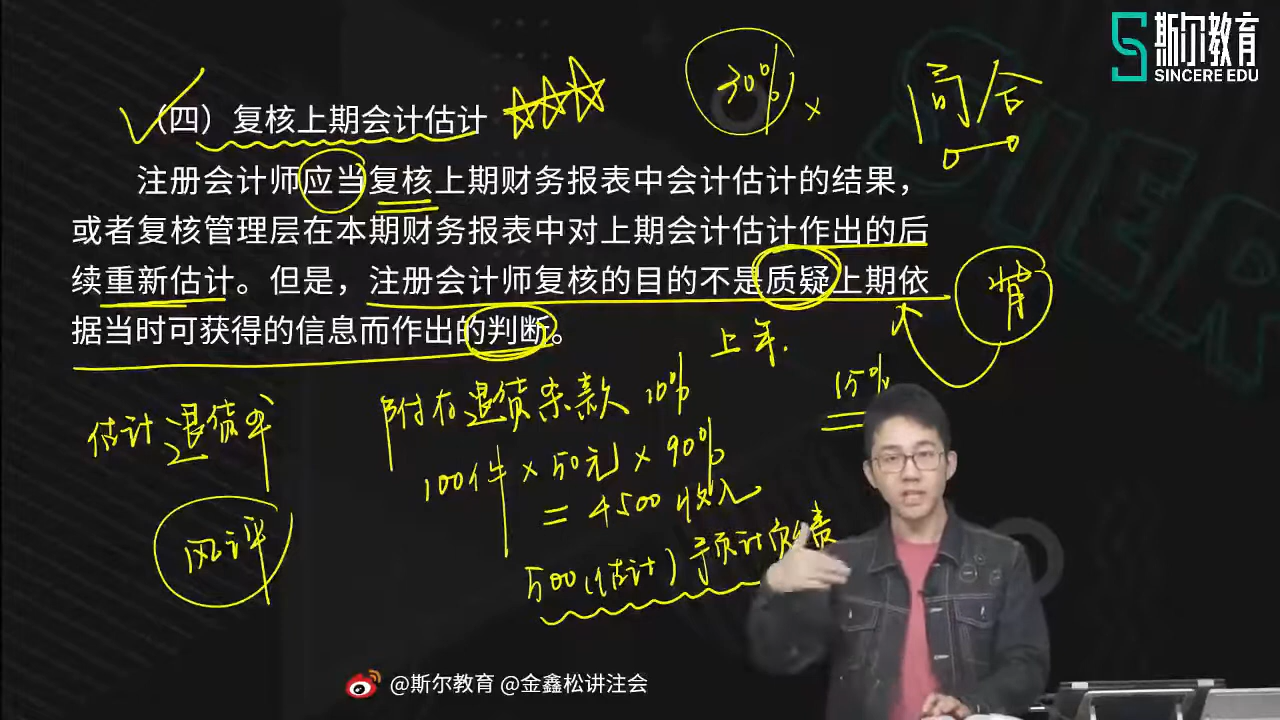 斯尔教育
SINCERE EDU
30%
简答
（四）复核上期会计估计
注册会计师应当复核上期财务报表中会计估计的结果，
或者复核管理层在本期财务报表中对上期会计估计作出的后
续重新估计。但是，注册会计师复核的目的不是质疑上期依
据当时可获得的信息而作出的判断。
背
上年.
15%
估计退货率
附有退货条款 10%
100件×50元×90%
=4500收入
风评
500(估计)预计负债
@斯尔教育 @金鑫松讲注会